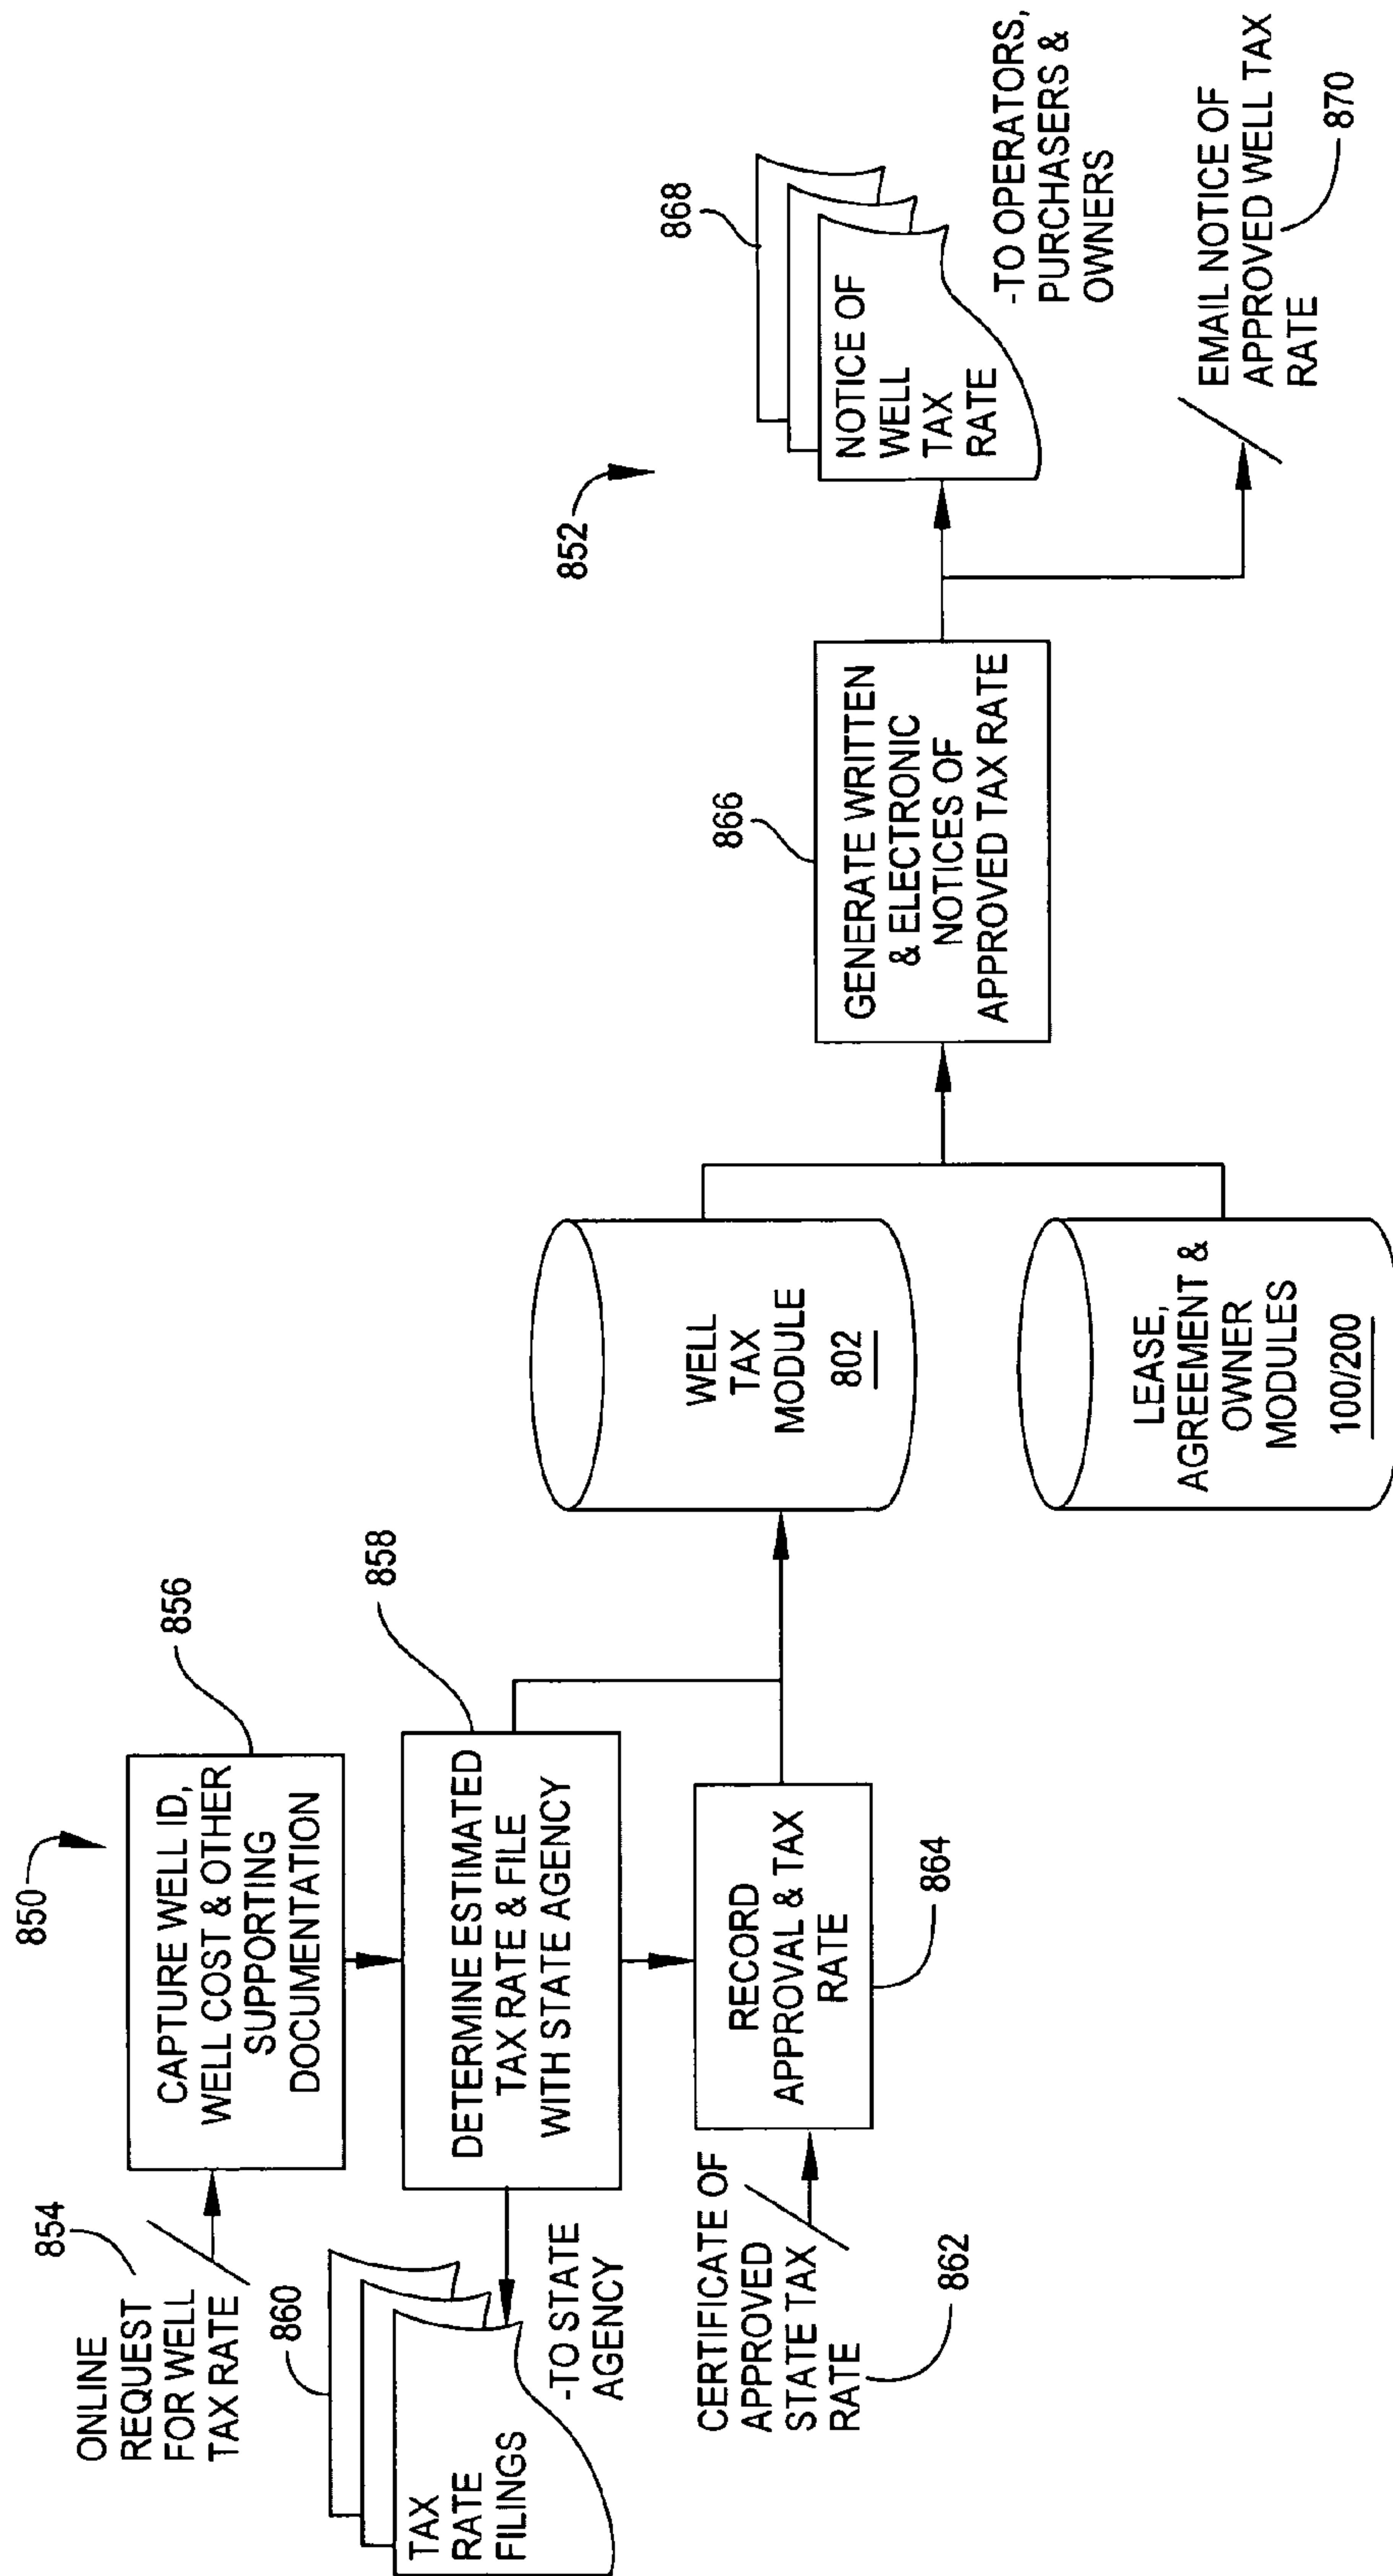 850
854
ONLINE
REQUEST
FOR WELL
TAX RATE
CAPTURE WELL ID,
WELL COST & OTHER
SUPPORTING
DOCUMENTATION
856
860
TAX
RATE
FILINGS
-TO STATE
AGENCY
DETERMINE ESTIMATED
TAX RATE & FILE
WITH STATE AGENCY
858
CERTIFICATE OF
APPROVED
STATE TAX
RATE
862
RECORD
APPROVAL & TAX
RATE
864
WELL
TAX
MODULE
802
LEASE,
AGREEMENT &
OWNER
MODULES
100/200
852
866
GENERATE WRITTEN
& ELECTRONIC
NOTICES OF
APPROVED TAX RATE
868
NOTICE OF
WELL
TAX
RATE
-TO OPERATORS,
PURCHASERS &
OWNERS
EMAIL NOTICE OF
APPROVED WELL TAX
RATE
870